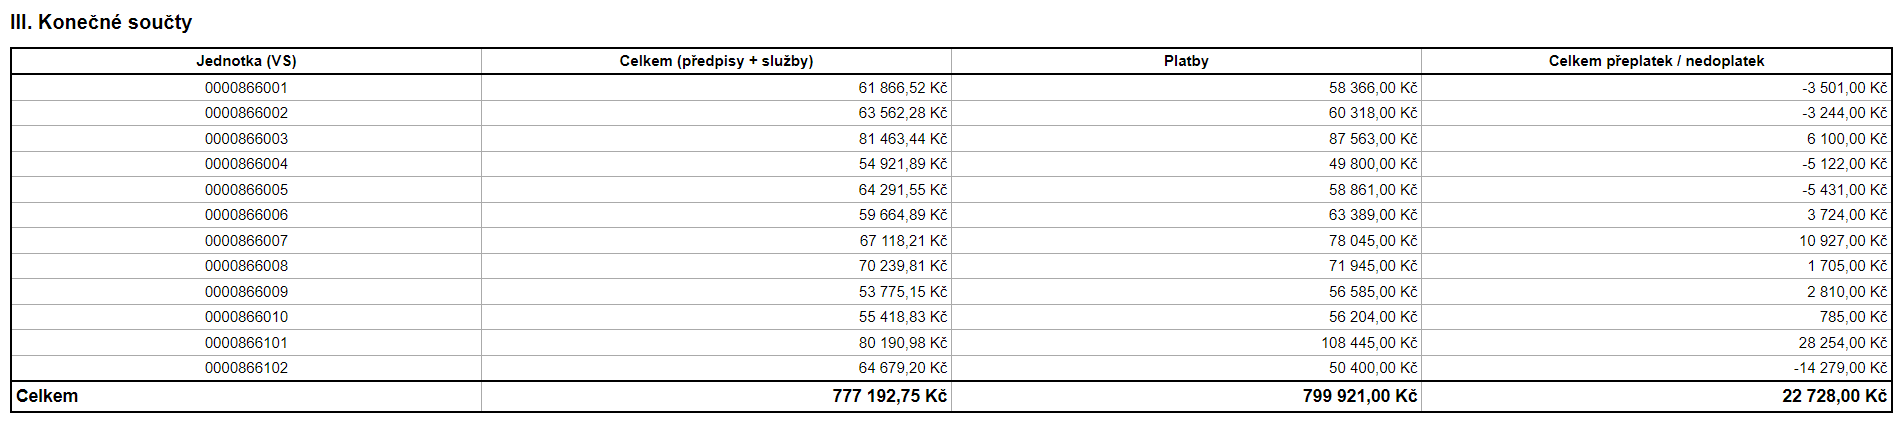 III. Konečné součty
Jednotka (VS) Celkem (předpisy + služby) Platby Celkem přeplatek / nedoplatek
0000866001 61 866,52 Kč 58 366,00 Kč -3 501,00 Kč
0000866002 63 562,28 Kč 60 318,00 Kč -3 244,00 Kč
0000866003 81 463,44 Kč 87 563,00 Kč 6 100,00 Kč
0000866004 54 921,89 Kč 49 800,00 Kč -5 122,00 Kč
0000866005 64 291,55 Kč 58 861,00 Kč -5 431,00 Kč
0000866006 59 664,89 Kč 63 389,00 Kč 3 724,00 Kč
0000866007 67 118,21 Kč 78 045,00 Kč 10 927,00 Kč
0000866008 70 239,81 Kč 71 945,00 Kč 1 705,00 Kč
0000866009 53 775,15 Kč 56 585,00 Kč 2 810,00 Kč
0000866010 55 418,83 Kč 56 204,00 Kč 785,00 Kč
0000866101 80 190,98 Kč 108 445,00 Kč 28 254,00 Kč
0000866102 64 679,20 Kč 50 400,00 Kč -14 279,00 Kč
Celkem 777 192,75 Kč 799 921,00 Kč 22 728,00 Kč